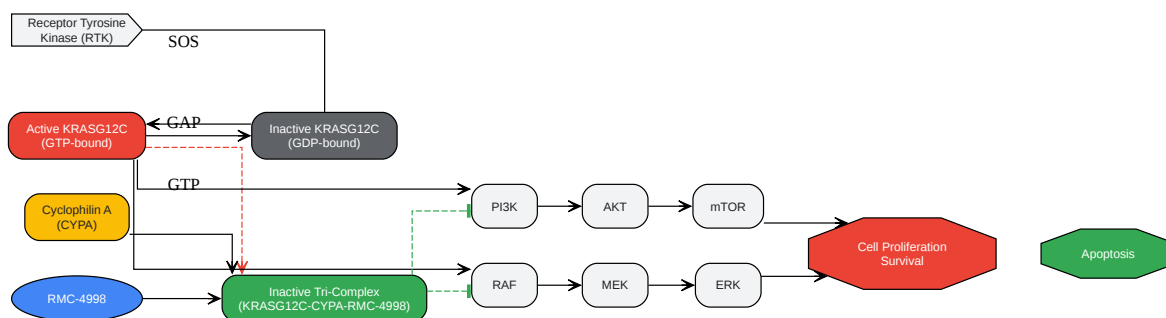 Receptor Tyrosine
Kinase (RTK)
SOS
Active KRASG12C
(GTP-bound)
GAP
Inactive KRASG12C
(GDP-bound)
GTP
Cyclophilin A
(CYPA)
PI3K
AKT
mTOR
Cell Proliferation
Survival
Apoptosis
RMC-4998
Inactive Tri-Complex
(KRASG12C-CYPA-RMC-4998)
RAF
MEK
ERK